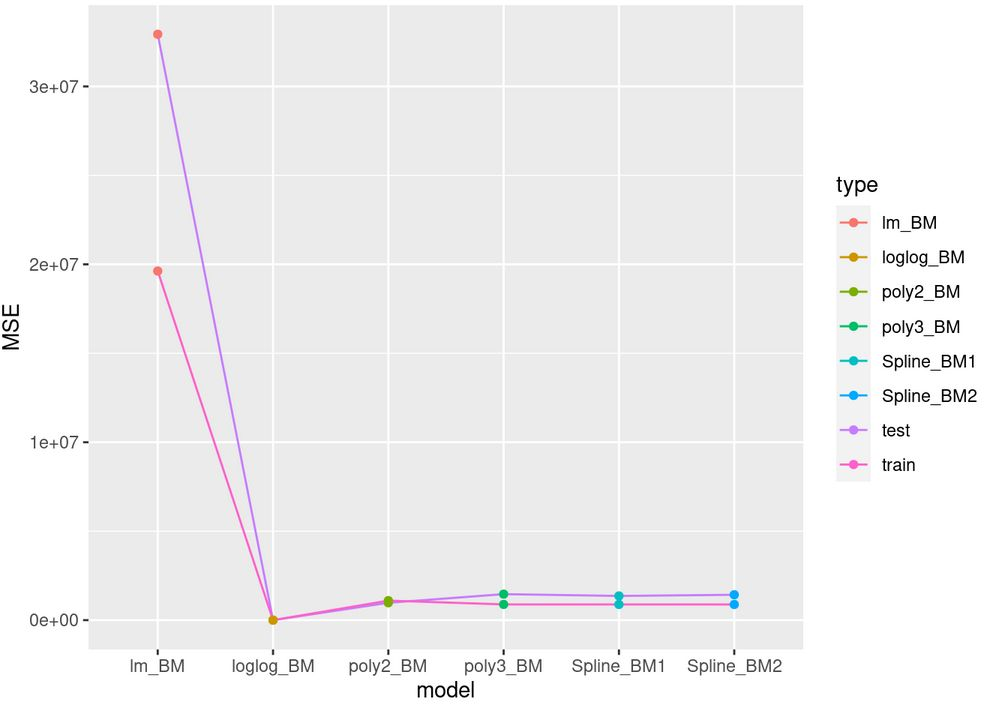 3e+07
2e+07
1e+07
0e+00
MSE
lm_BM loglog_BM poly2_BM poly3_BM Spline_BM1 Spline_BM2
model
type
lm_BM
loglog_BM
poly2_BM
poly3_BM
Spline_BM1
Spline_BM2
test
train